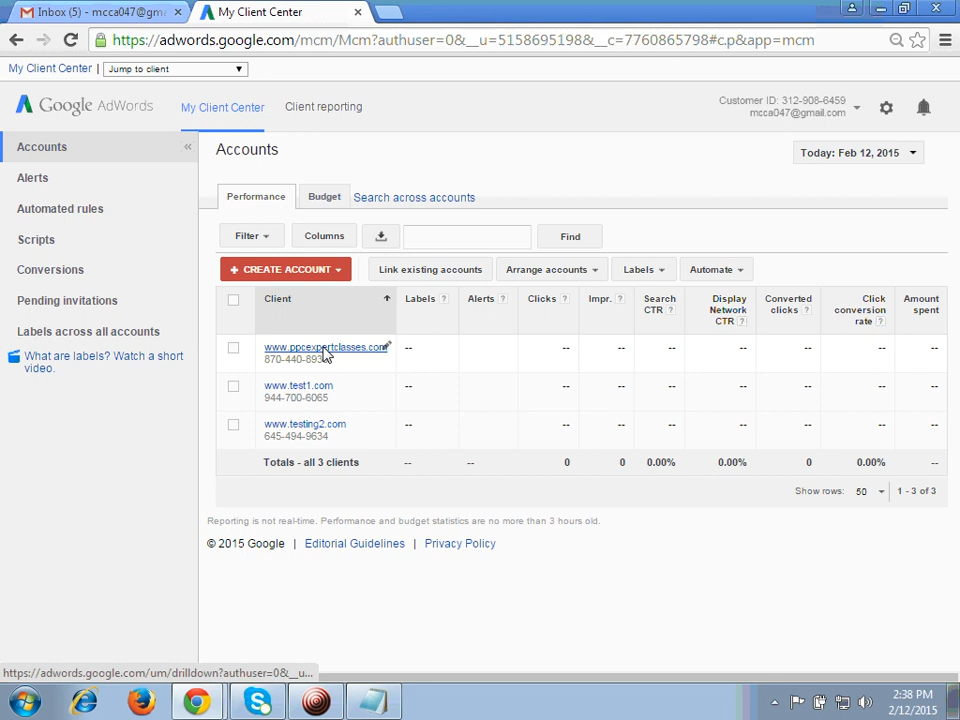 Inbox (5) - mcca047@gma
My Client Center
https://adwords.google.com/mcm/Mcm?authuser=0&__u=5158695198&__c=7760865798#c.p&app=mcm
My Client Center | Jump to client
Google AdWords
My Client Center
Client reporting
Customer ID: 312-908-6459
mcca047@gmail.com
Accounts
Alerts
Automated rules
Scripts
Conversions
Pending invitations
Labels across all accounts
What are labels? Watch a short
video.
Accounts
Today: Feb 12, 2015
Performance Budget Search across accounts
Filter Columns Find
+ CREATE ACCOUNT Link existing accounts Arrange accounts Labels Automate
Client Labels ? Alerts ? Clicks ? Impr. ? Search CTR ? Display Network CTR ? Converted clicks ? Click conversion rate ? Amount spent
www.ppcexpertclasses.com -- -- -- -- -- -- -- --
870-440-893
www.test1.com -- -- -- -- -- -- -- --
944-700-6065
www.testing2.com -- -- -- -- -- -- -- --
645-494-9634
Totals - all 3 clients -- -- 0 0 0.00% 0.00% 0 0.00% --
Show rows: 50 1 - 3 of 3
Reporting is not real-time. Performance and budget statistics are no more than 3 hours old.
© 2015 Google | Editorial Guidelines | Privacy Policy
https://adwords.google.com/um/drilldown?authuser=0&__u...
2:38 PM
2/12/2015